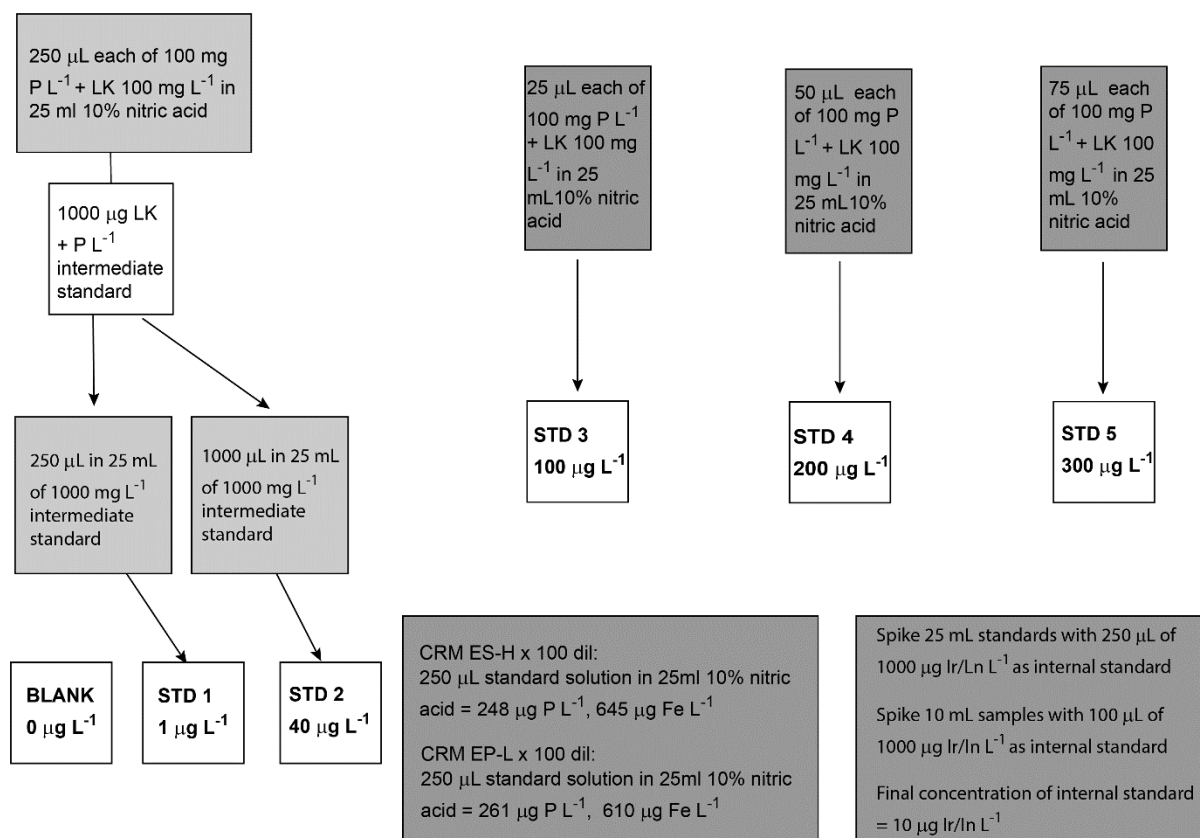 250 μL each of 100 mg
P L⁻¹ + LK 100 mg L⁻¹ in
25 ml 10% nitric acid
1000 μg LK
+ P L⁻¹
intermediate
standard
250 μL in 25 mL
of 1000 mg L⁻¹
intermediate
standard
1000 μL in 25 mL
of 1000 mg L⁻¹
intermediate
standard
BLANK
0 μg L⁻¹
STD 1
1 μg L⁻¹
STD 2
40 μg L⁻¹
25 μL each of
100 mg P L⁻¹
+ LK 100 mg
L⁻¹ in 25
mL10% nitric
acid
STD 3
100 μg L⁻¹
50 μL each
of 100 mg P
L⁻¹ + LK 100
mg L⁻¹ in
25 mL10%
nitric acid
STD 4
200 μg L⁻¹
75 μL each
of 100 mg P
L⁻¹ + LK 100
mg L⁻¹ in 25
mL 10%
nitric acid
STD 5
300 μg L⁻¹
CRM ES-H x 100 dil:
250 μL standard solution in 25ml 10% nitric
acid = 248 μg P L⁻¹, 645 μg Fe L⁻¹
CRM EP-L x 100 dil:
250 μL standard solution in 25ml 10% nitric
acid = 261 μg P L⁻¹, 610 μg Fe L⁻¹
Spike 25 mL standards with 250 μL of
1000 μg Ir/Ln L⁻¹ as internal standard
Spike 10 mL samples with 100 μL of
1000 μg Ir/In L⁻¹ as internal standard
Final concentration of internal standard
= 10 μg Ir/In L⁻¹